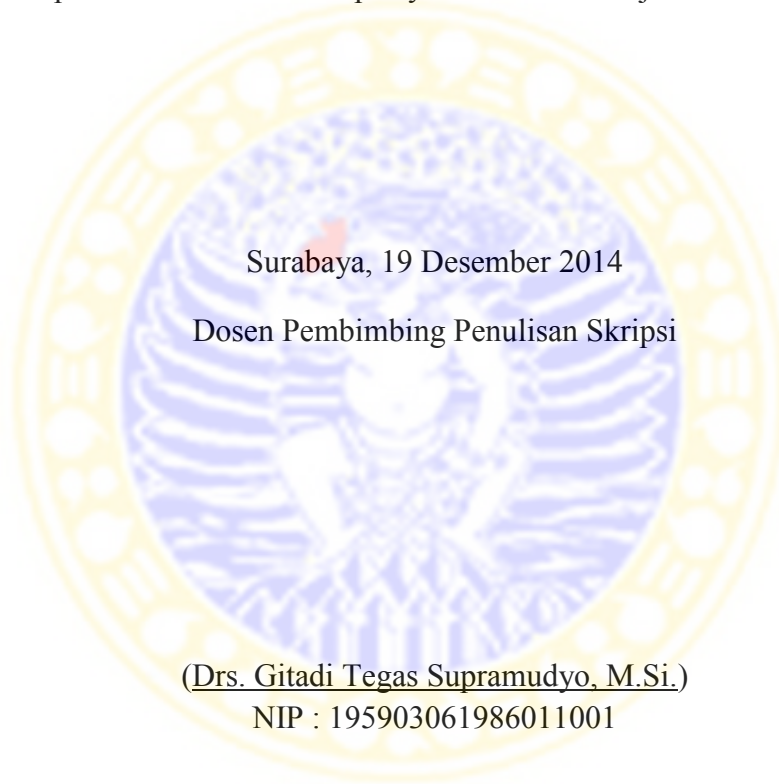 Surabaya, 19 Desember 2014
Dosen Pembimbing Penulisan Skripsi
(Drs. Gitadi Tegas Supramudyo, M.Si.)
NIP : 195903061986011001